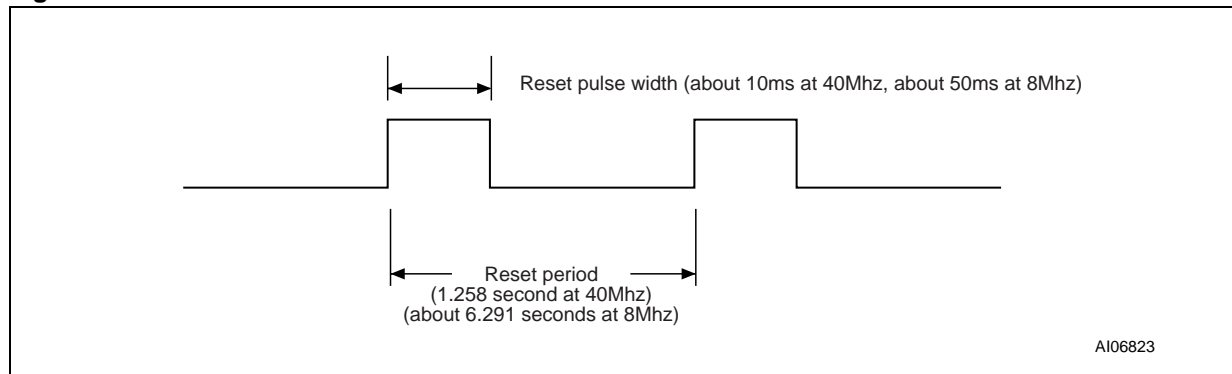 Reset pulse width (about 10ms at 40Mhz, about 50ms at 8Mhz)
Reset period
(1.258 second at 40Mhz)
(about 6.291 seconds at 8Mhz)
AI06823